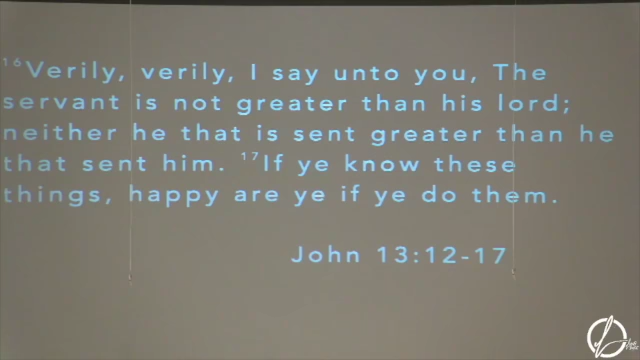 ¹⁶Verily, verily, I say unto you, The
servant is not greater than his lord;
neither he that is sent greater than he
that sent him. ¹⁷If ye know these
things, happy are ye if ye do them.
John 13:12-17